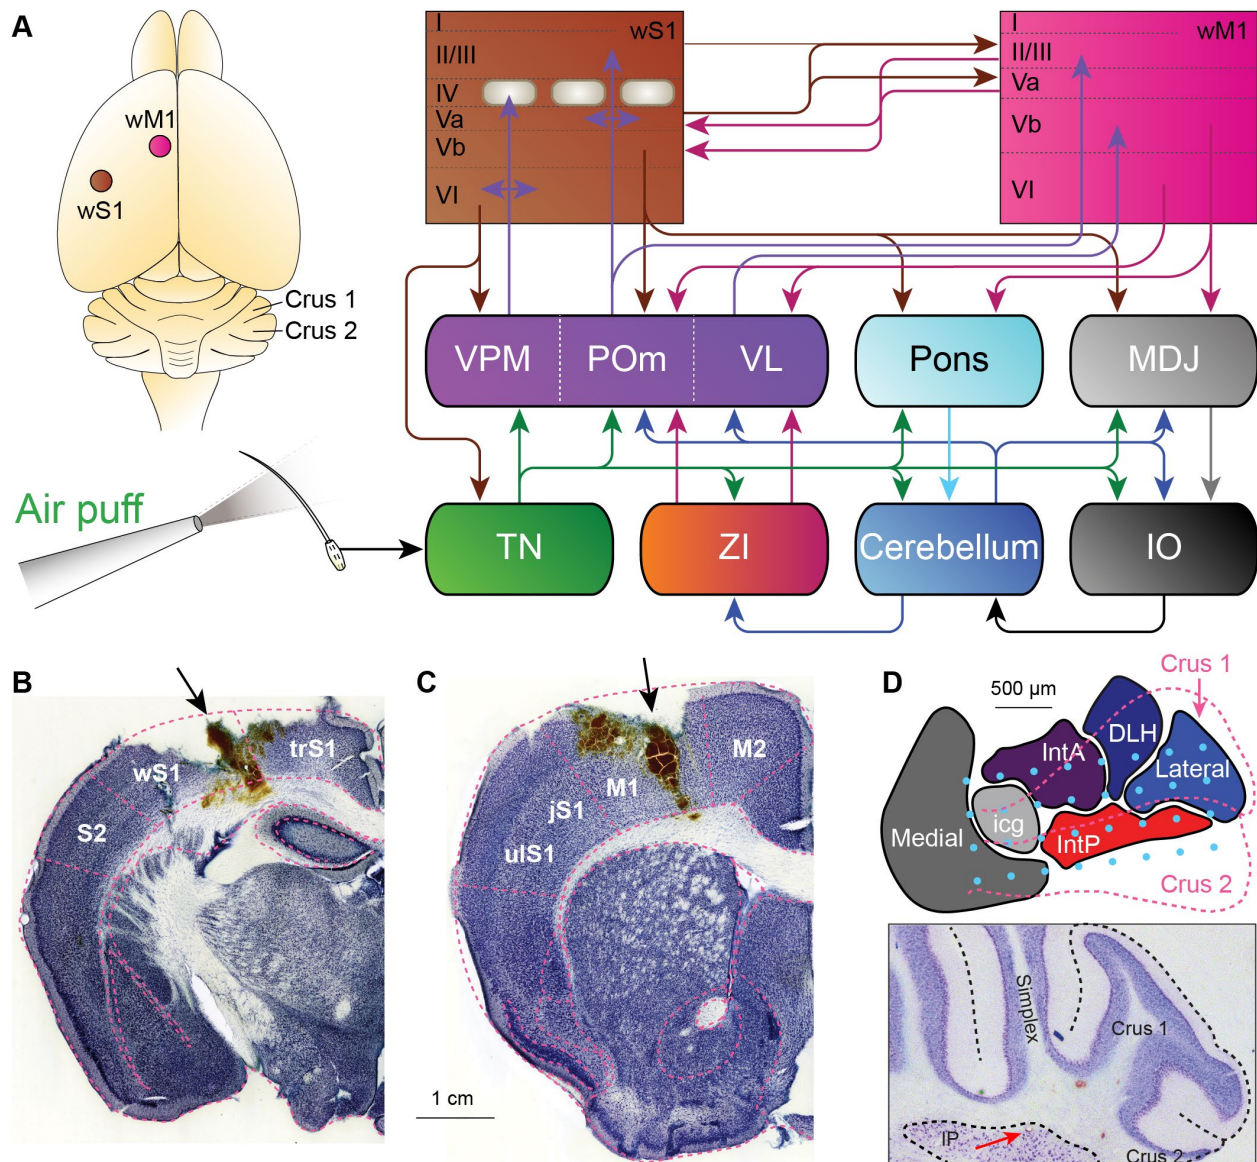 A
wM1
wS1
Crus 1
Crus 2
Air puff
I
wS1
II/III
IV
Va
Vb
VI
I
wM1
II/III
Va
Vb
VI
VPM
POm
VL
Pons
MDJ
TN
ZI
Cerebellum
IO
B
trS1
wS1
S2
C
M2
M1
jS1
ulS1
1 cm
D
500 µm
Crus 1
DLH
IntA
Lateral
icg
Medial
IntP
Crus 2
Simplex
Crus 1
IP
Crus 2